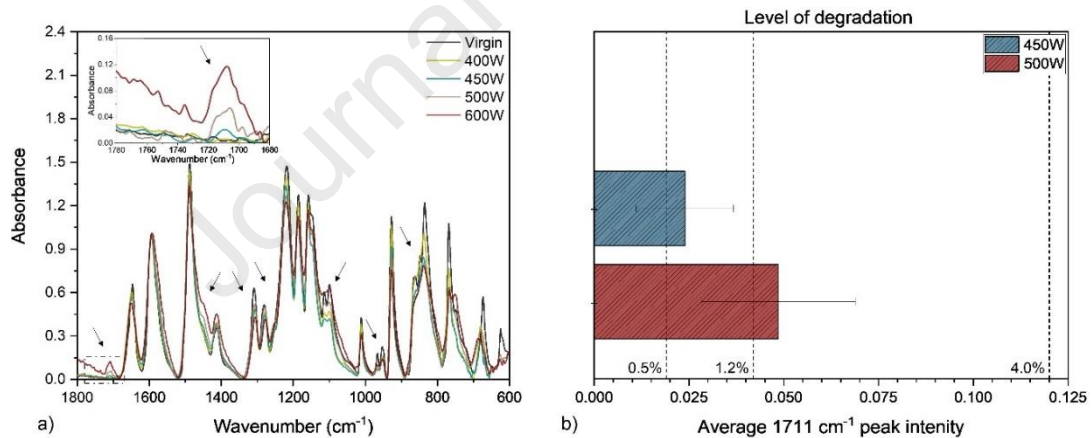 2.4
2.1
1.8
1.5
1.2
0.9
0.6
0.3
0.0
Absorbance
1800 1600 1400 1200 1000 800 600
Wavenumber (cm⁻¹)
a)
0.16
0.12
0.08
0.04
0.00
Absorbance
1780 1760 1740 1720 1700 1680
Wavenumber (cm⁻¹)
Virgin
400W
450W
500W
600W
Journal
Level of degradation
450W
500W
0.5%
1.2%
4.0%
0.000 0.025 0.050 0.075 0.100 0.125
Average 1711 cm⁻¹ peak intenity
b)